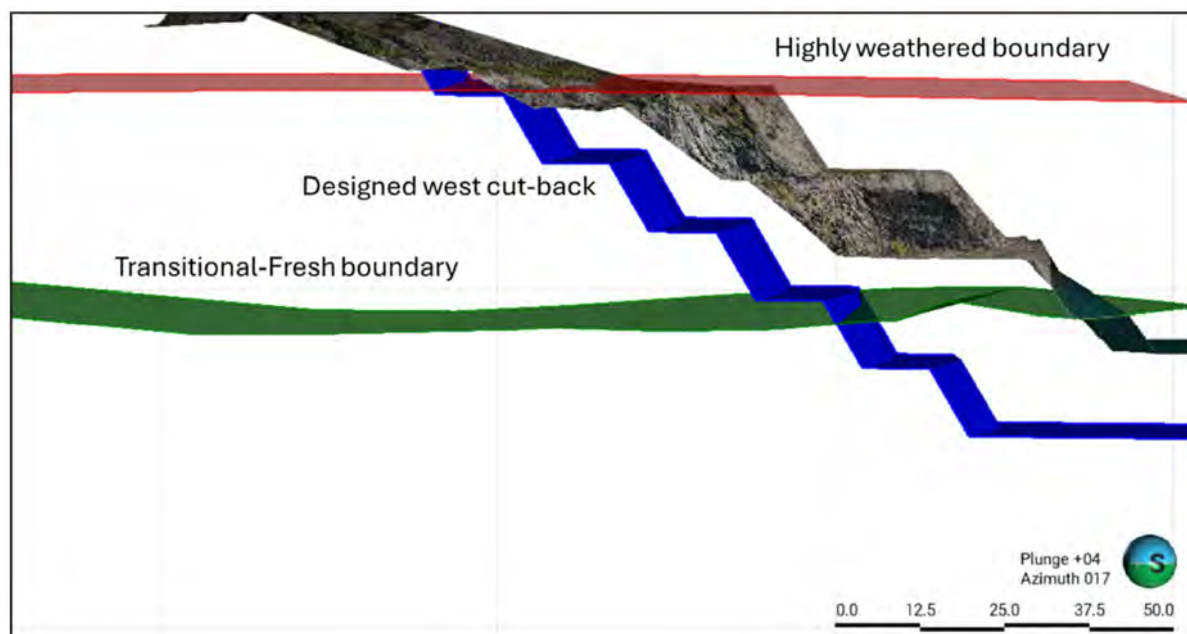 Highly weathered boundary
Designed west cut-back
Transitional-Fresh boundary
Plunge +04
Azimuth 017
S
0.0 12.5 25.0 37.5 50.0